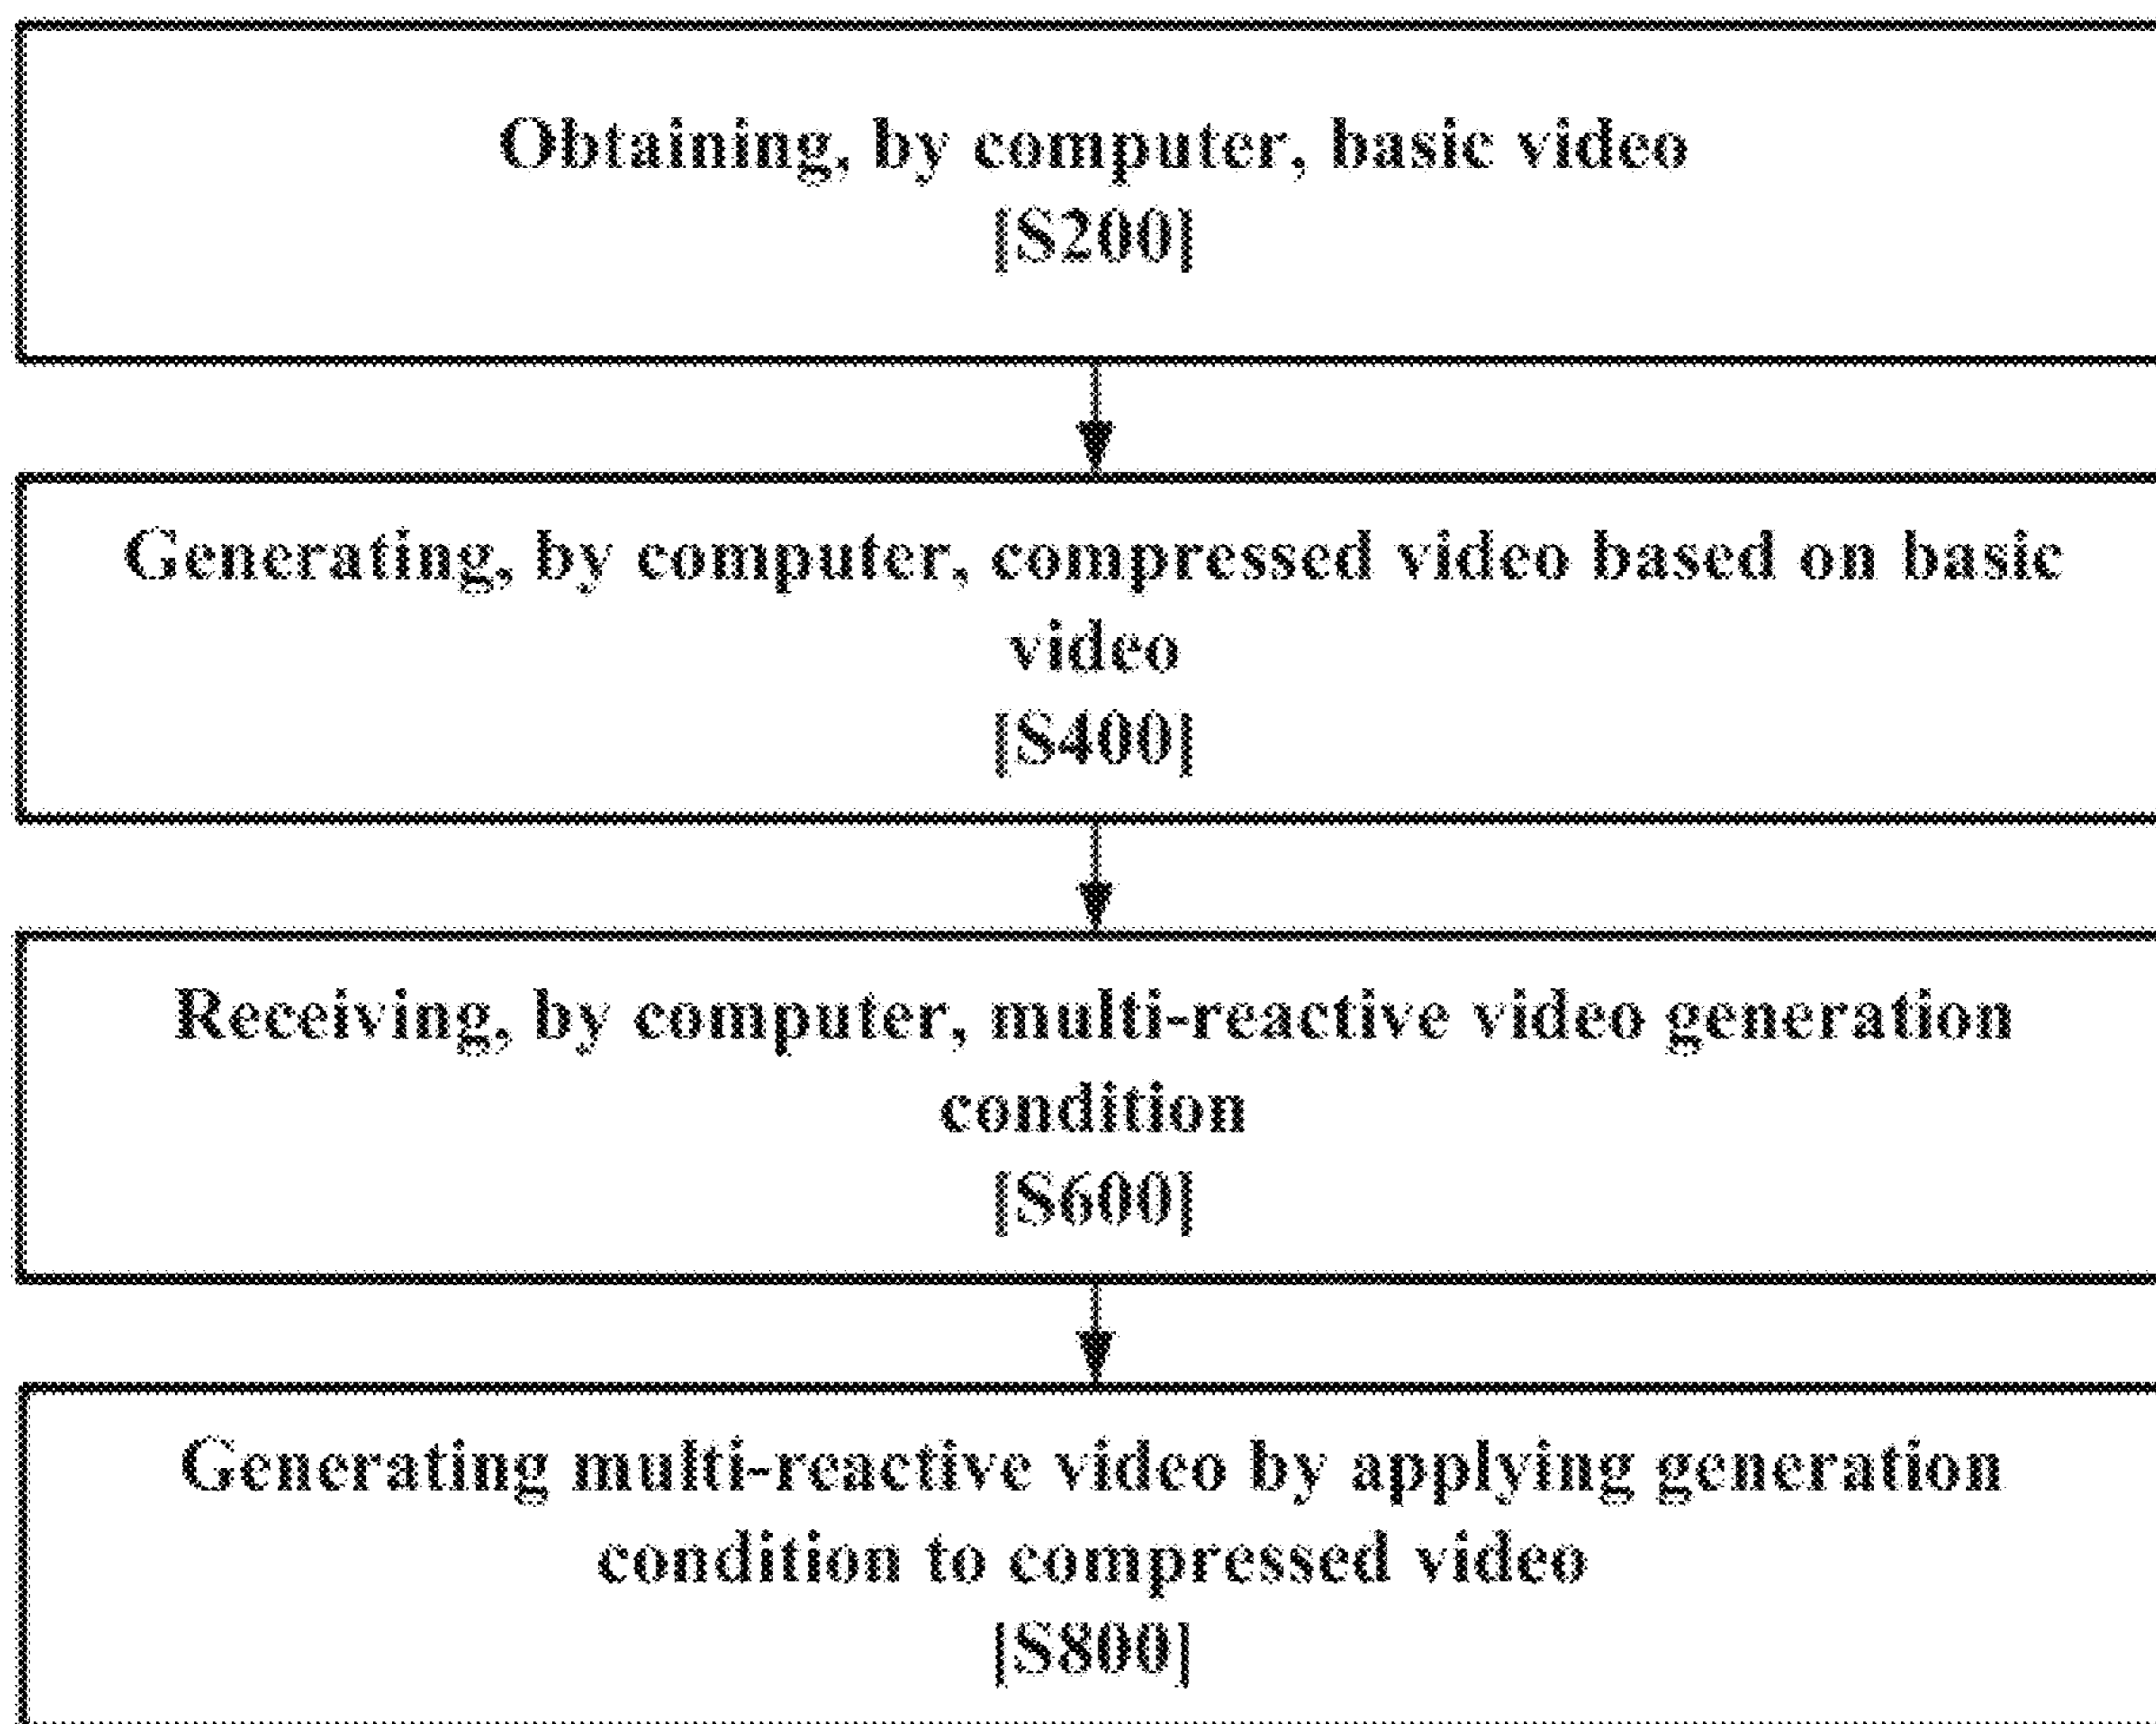 Obtaining, by computer, basic video
[S200]
Generating, by computer, compressed video based on basic
video
[S400]
Receiving, by computer, multi-reactive video generation
condition
[S600]
Generating multi-reactive video by applying generation
condition to compressed video
[S800]